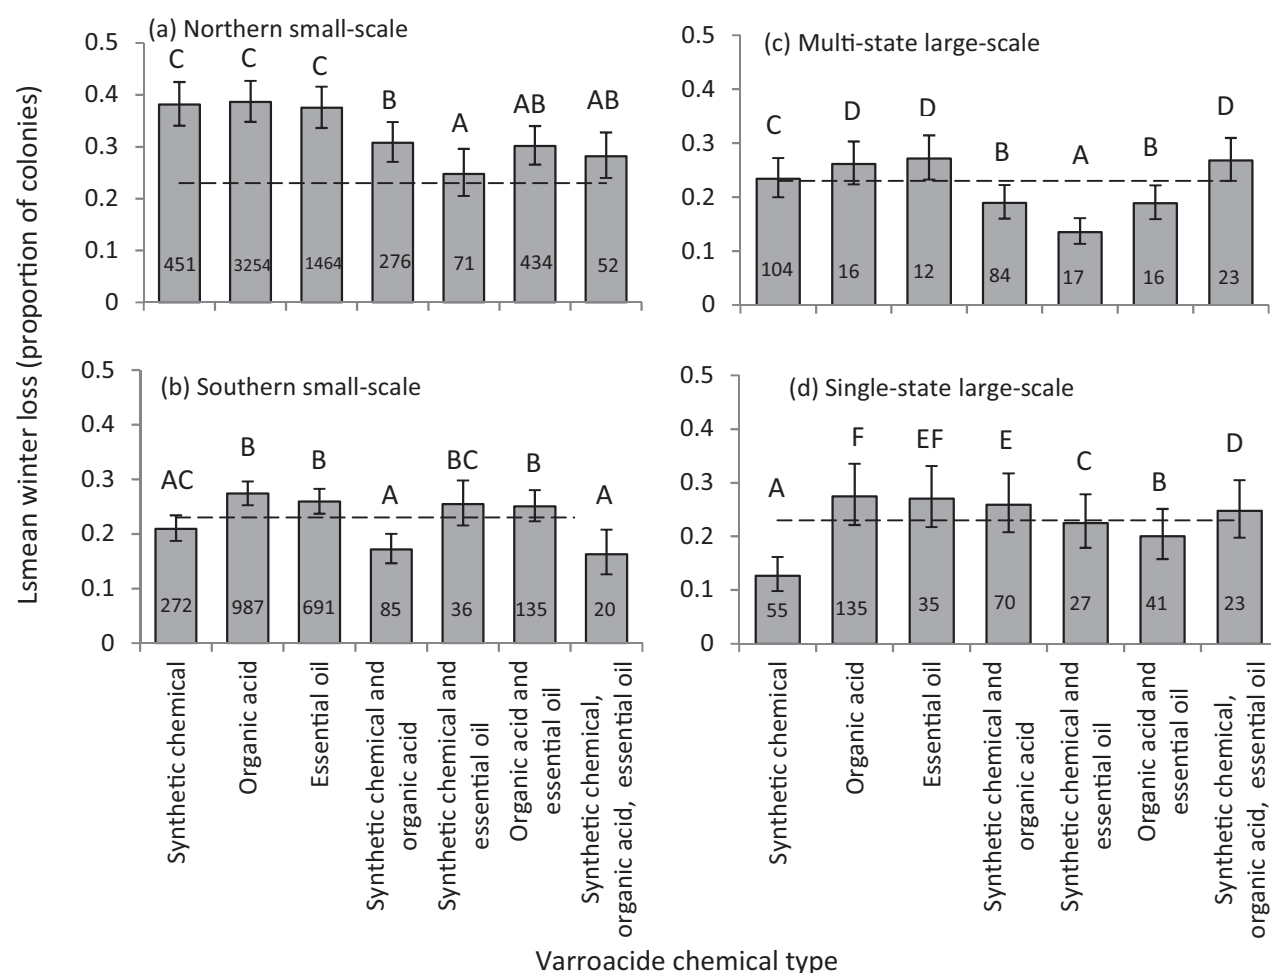 Lsmean winter loss (proportion of colonies)
(a) Northern small-scale
0.5
0.4
0.3
0.2
0.1
0
C
C
C
B
A
AB
AB
451
3254
1464
276
71
434
52
(c) Multi-state large-scale
0.5
0.4
0.3
0.2
0.1
0
C
D
D
B
A
B
D
104
16
12
84
17
16
23
(b) Southern small-scale
0.5
0.4
0.3
0.2
0.1
0
AC
B
B
A
BC
B
A
272
987
691
85
36
135
20
Synthetic chemical
Organic acid
Essential oil
Synthetic chemical and
organic acid
Synthetic chemical and
essential oil
Organic acid and
essential oil
Synthetic chemical,
organic acid, essential oil
(d) Single-state large-scale
0.5
0.4
0.3
0.2
0.1
0
A
F
EF
E
C
B
D
55
135
35
70
27
41
23
Synthetic chemical
Organic acid
Essential oil
Synthetic chemical and
organic acid
Synthetic chemical and
essential oil
Organic acid and
essential oil
Synthetic chemical,
organic acid, essential oil
Varroacide chemical type